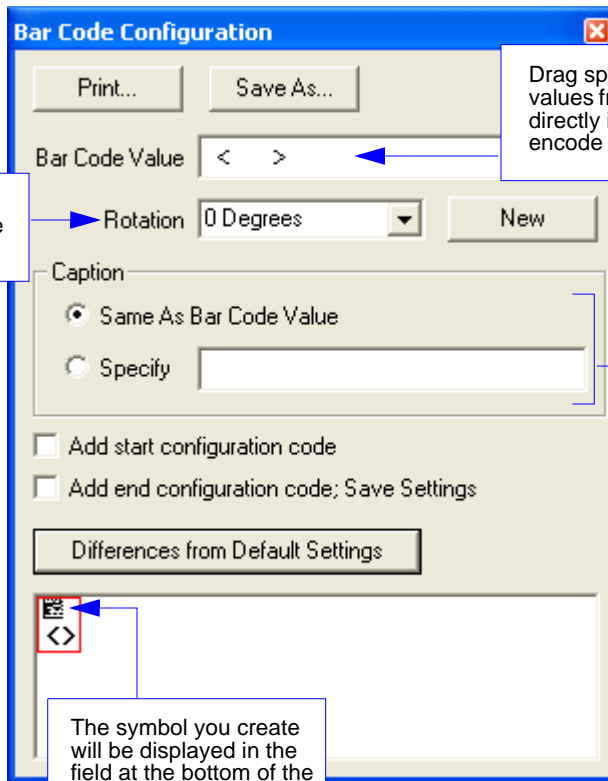 Bar Code Configuration
Print... Save As...
Drag sp
values f
directly
encode
Bar Code Value < >
e
Rotation 0 Degrees New
Caption
Same As Bar Code Value
Specify
Add start configuration code
Add end configuration code; Save Settings
Differences from Default Settings
<>
The symbol you create
will be displayed in the
field at the bottom of the